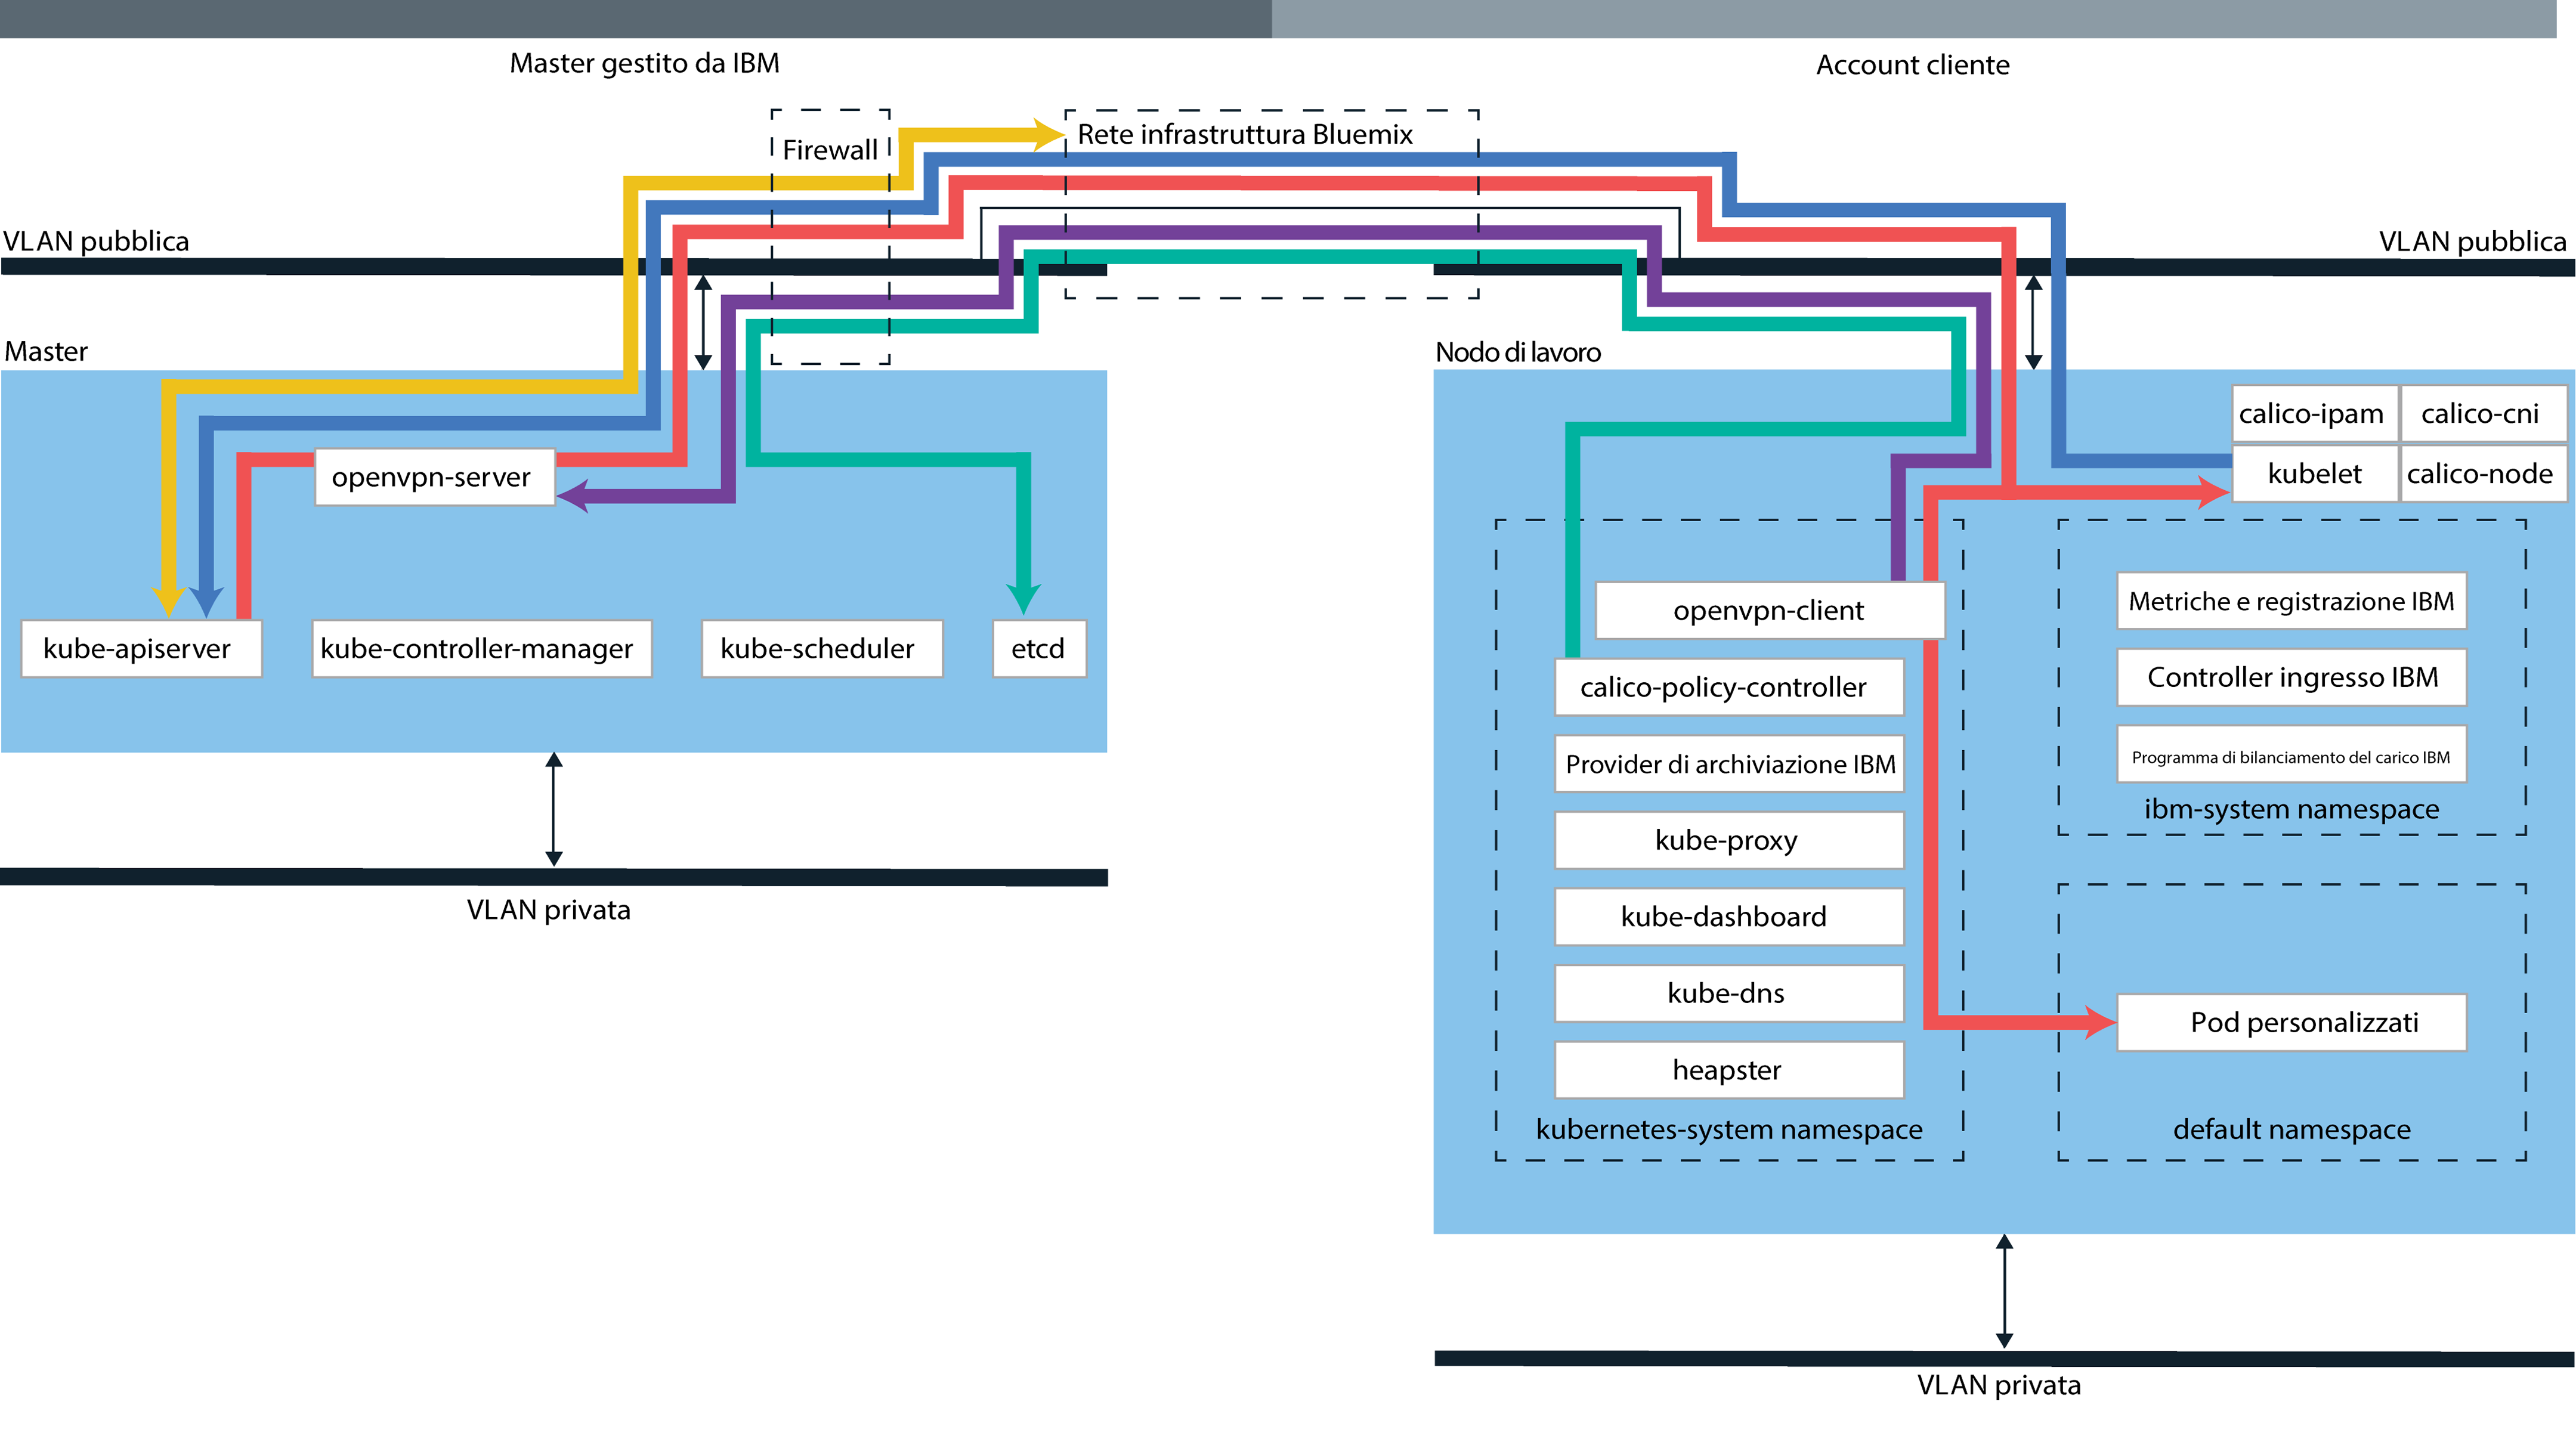 Master gestito da IBM
Account cliente
Firewall
Rete infrastruttura Bluemix
VLAN pubblica
VLAN pubblica
Master
Nodo di lavoro
openvpn-server
kube-apiserver
kube-controller-manager
kube-scheduler
etcd
VLAN privata
calico-ipam
calico-cni
kubelet
calico-node
openvpn-client
calico-policy-controller
Provider di archiviazione IBM
kube-proxy
kube-dashboard
kube-dns
heapster
kubernetes-system namespace
Metriche e registrazione IBM
Controller ingresso IBM
Programma di bilanciamento del carico IBM
ibm-system namespace
Pod personalizzati
default namespace
VLAN privata